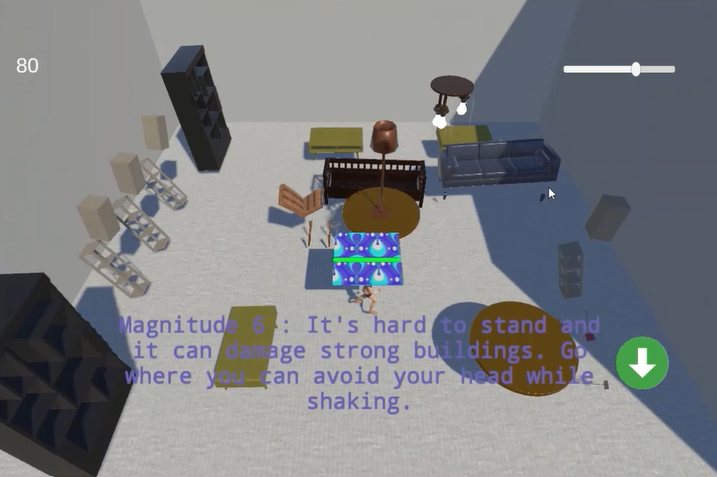 80
Magnitude 6 : It's hard to stand and
it can damage strong buildings. Go
where you can avoid your head while
shaking.